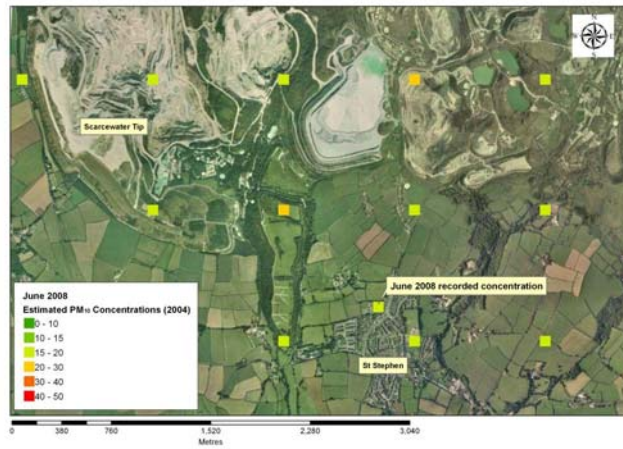 N
W E
S
Scarcewater Tip
June 2008 recorded concentration
St Stephen
June 2008
Estimated PM₁₀ Concentrations (2004)
0 - 10
10 - 15
15 - 20
20 - 30
30 - 40
40 - 50
0 380 760 1,520 2,280 3,040
Metres